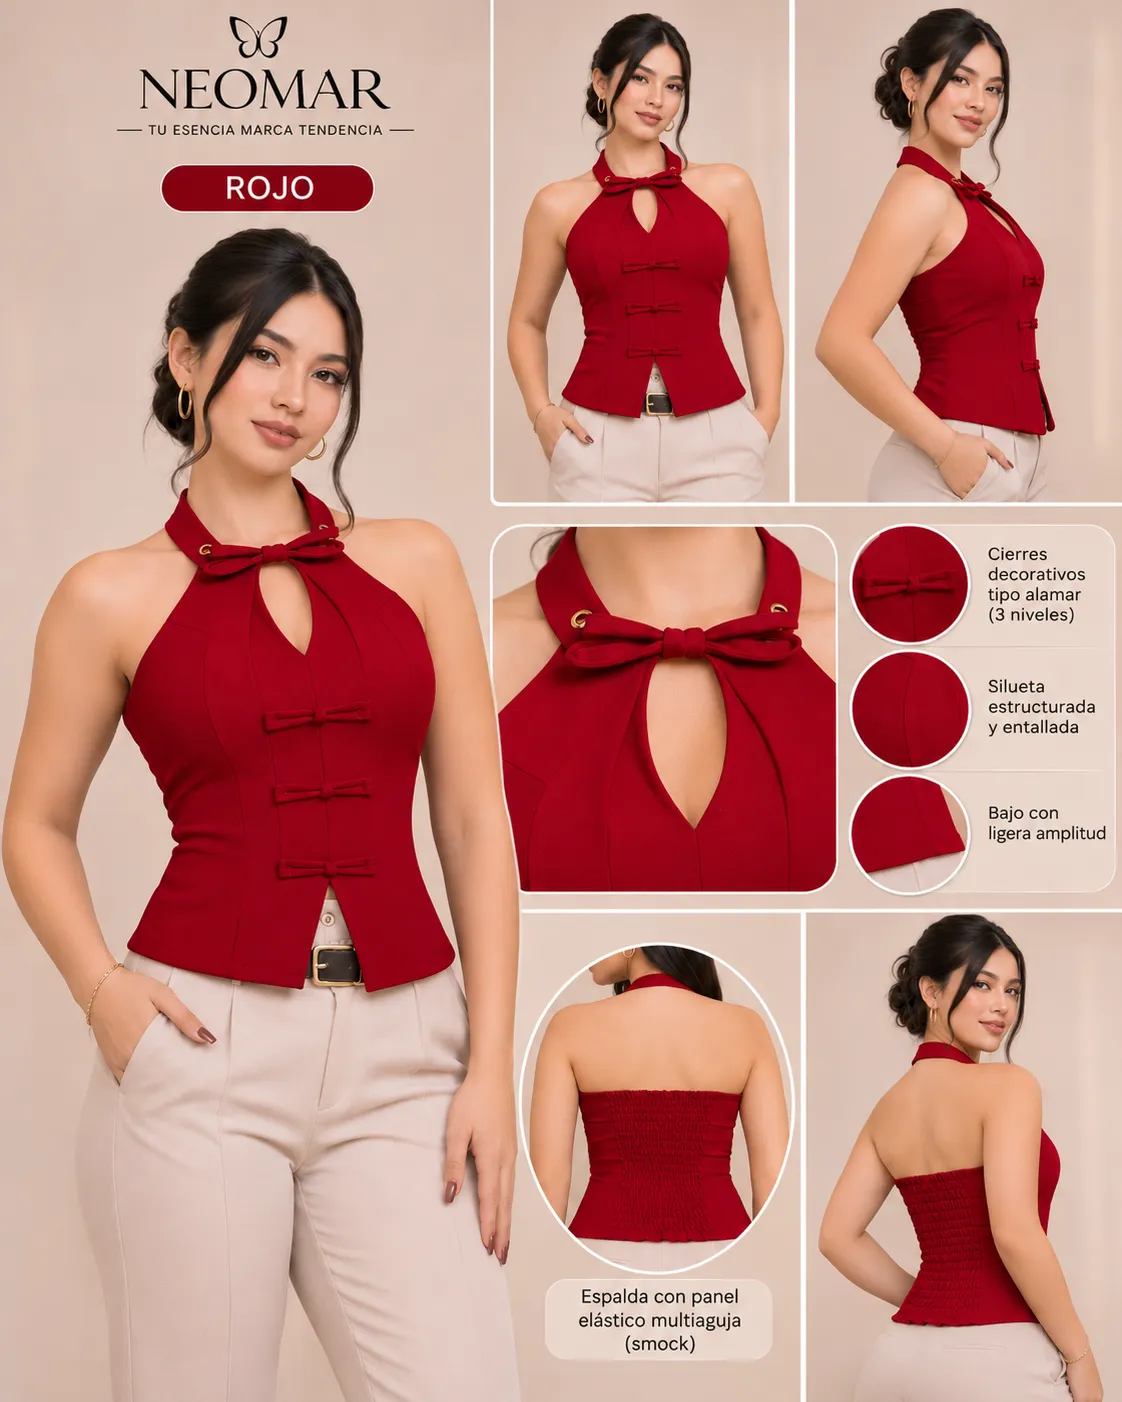 NEOMAR
TU ESENCIA MARCA TENDENCIA
ROJO
Cierres
decorativos
tipo alamar
(3 niveles)
Silueta
estructurada
y entallada
Bajo con
ligera amplitud
Espalda con panel
elástico multiaguja
(smock)